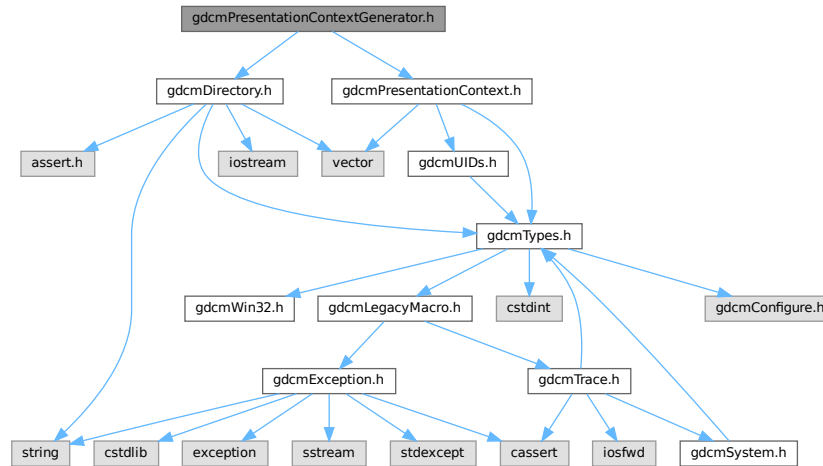 gdcmPresentationContextGenerator.h
gdcmDirectory.h
gdcmPresentationContext.h
assert.h
iostream
vector
gdcmUIDs.h
gdcmTypes.h
gdcmWin32.h
gdcmLegacyMacro.h
cstdint
gdcmConfigure.h
gdcmException.h
gdcmTrace.h
string
cstdlib
exception
sstream
stdexcept
cassert
iosfwd
gdcmSystem.h